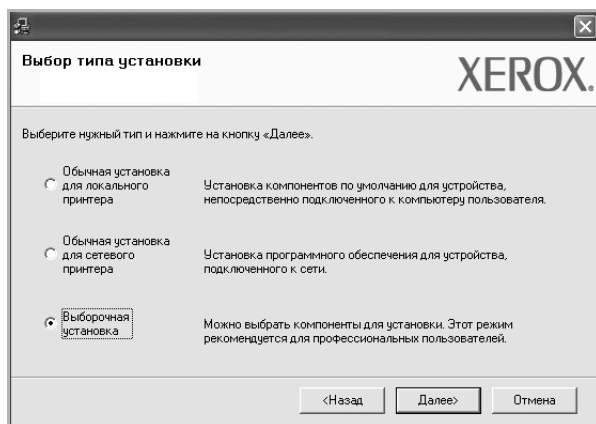 Выбор типа установки
XEROX.
Выберите нужный тип и нажмите на кнопку «Далее».
Обычная установка
для локального
принтера
Установка компонентов по умолчанию для устройства,
непосредственно подключенного к компьютеру пользователя.
Обычная установка
для сетевого
принтера
Установка программного обеспечения для устройства,
подключенного к сети.
Выборочная
установка
Можно выбрать компоненты для установки. Этот режим
рекомендуется для профессиональных пользователей.
<Назад
Далее>
Отмена